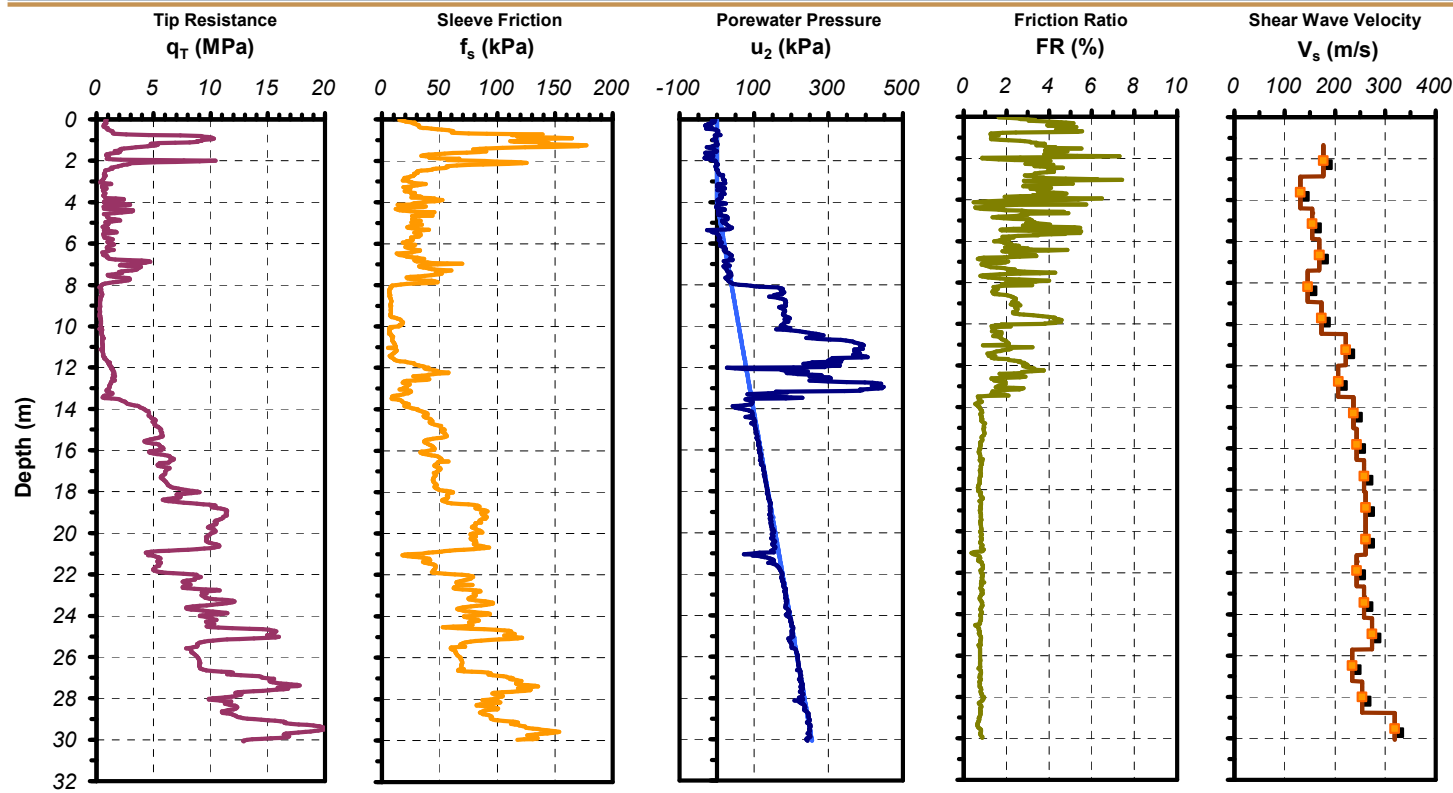 Tip Resistance
qT (MPa)
0 5 10 15 20
Sleeve Friction
fs (kPa)
0 50 100 150 200
Porewater Pressure
u2 (kPa)
-100 100 300 500
Friction Ratio
FR (%)
0 2 4 6 8 10
Shear Wave Velocity
Vs (m/s)
0 100 200 300 400
Depth (m)
0
2
4
6
8
10
12
14
16
18
20
22
24
26
28
30
32